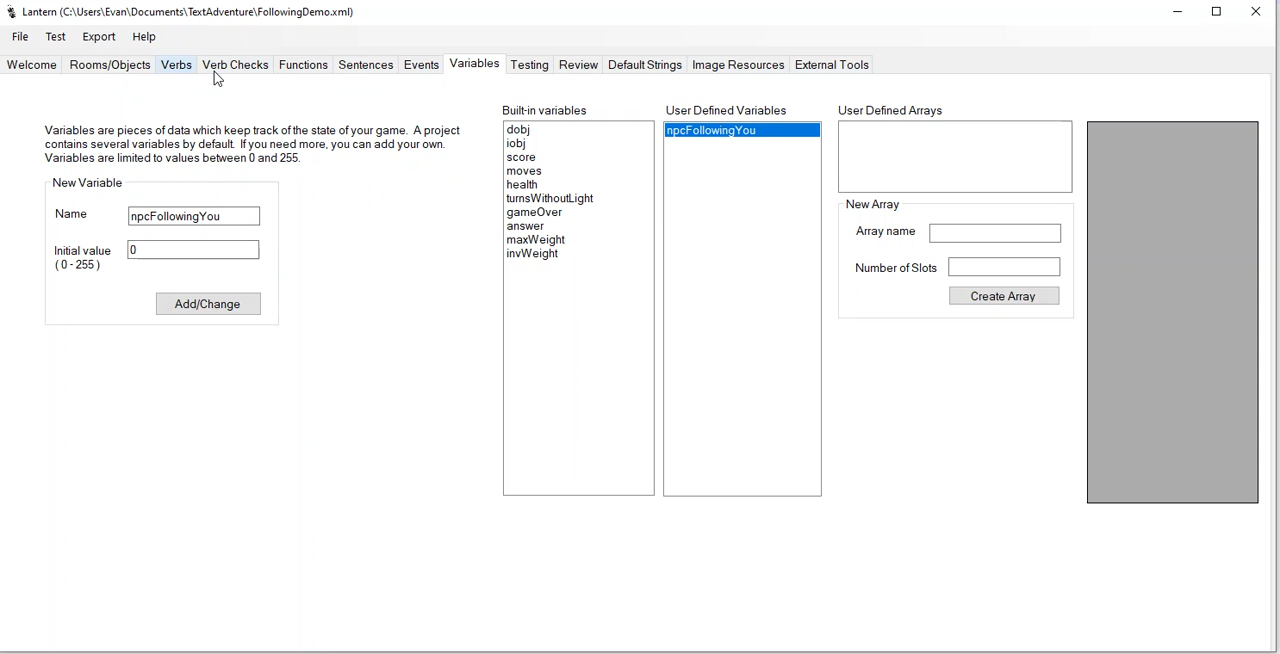 Lantern (C:\Users\Evan\Documents\TextAdventure\FollowingDemo.xml)
File Test Export Help
Welcome Rooms/Objects Verbs Verb Checks Functions Sentences Events Variables Testing Review Default Strings Image Resources External Tools
Variables are pieces of data which keep track of the state of your game. A project
contains several variables by default. If you need more, you can add your own.
Variables are limited to values between 0 and 255.
New Variable
Name npcFollowingYou
Initial value 0
( 0 - 255 )
Add/Change
Built-in variables
dobj
iobj
score
moves
health
turnsWithoutLight
gameOver
answer
maxWeight
invWeight
User Defined Variables
npcFollowingYou
User Defined Arrays
New Array
Array name
Number of Slots
Create Array